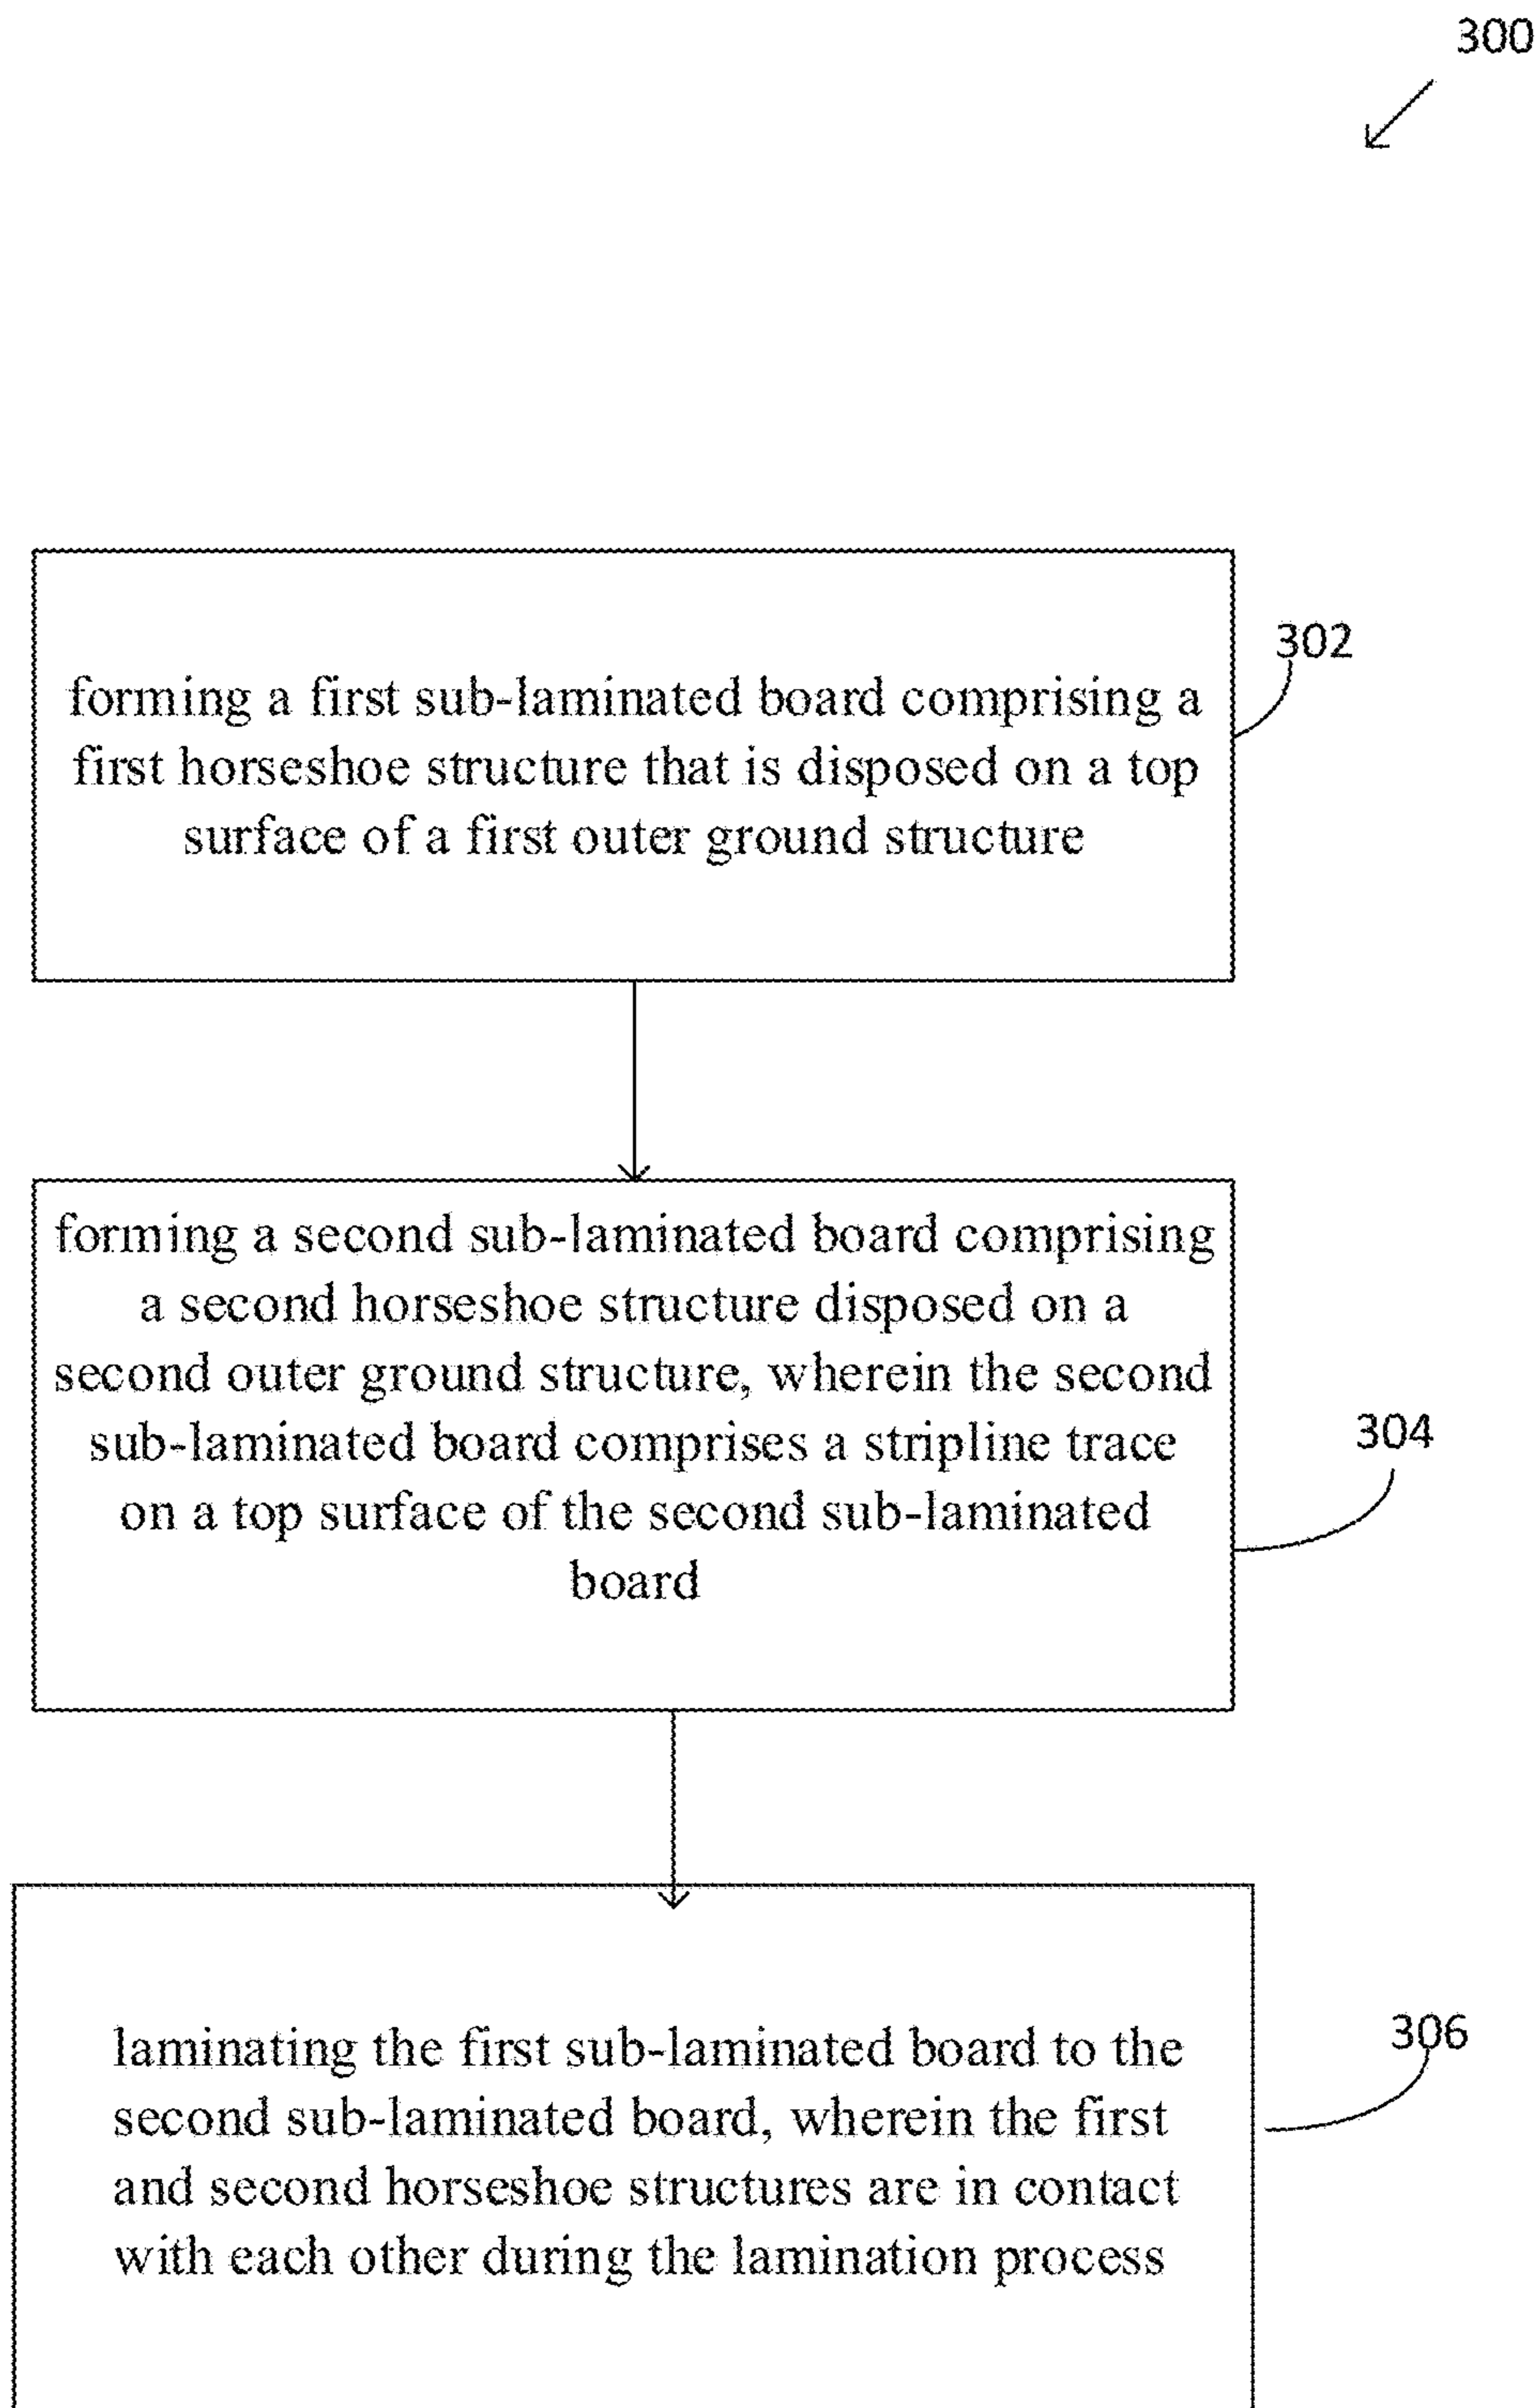 300
302
forming a first sub-laminated board comprising a
first horseshoe structure that is disposed on a top
surface of a first outer ground structure
forming a second sub-laminated board comprising
a second horseshoe structure disposed on a
second outer ground structure, wherein the second
sub-laminated board comprises a stripline trace
on a top surface of the second sub-laminated
board
304
laminating the first sub-laminated board to the
second sub-laminated board, wherein the first
and second horseshoe structures are in contact
with each other during the lamination process
306